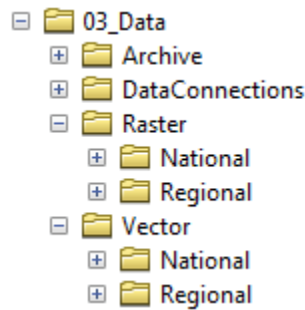 03_Data
Archive
DataConnections
Raster
National
Regional
Vector
National
Regional